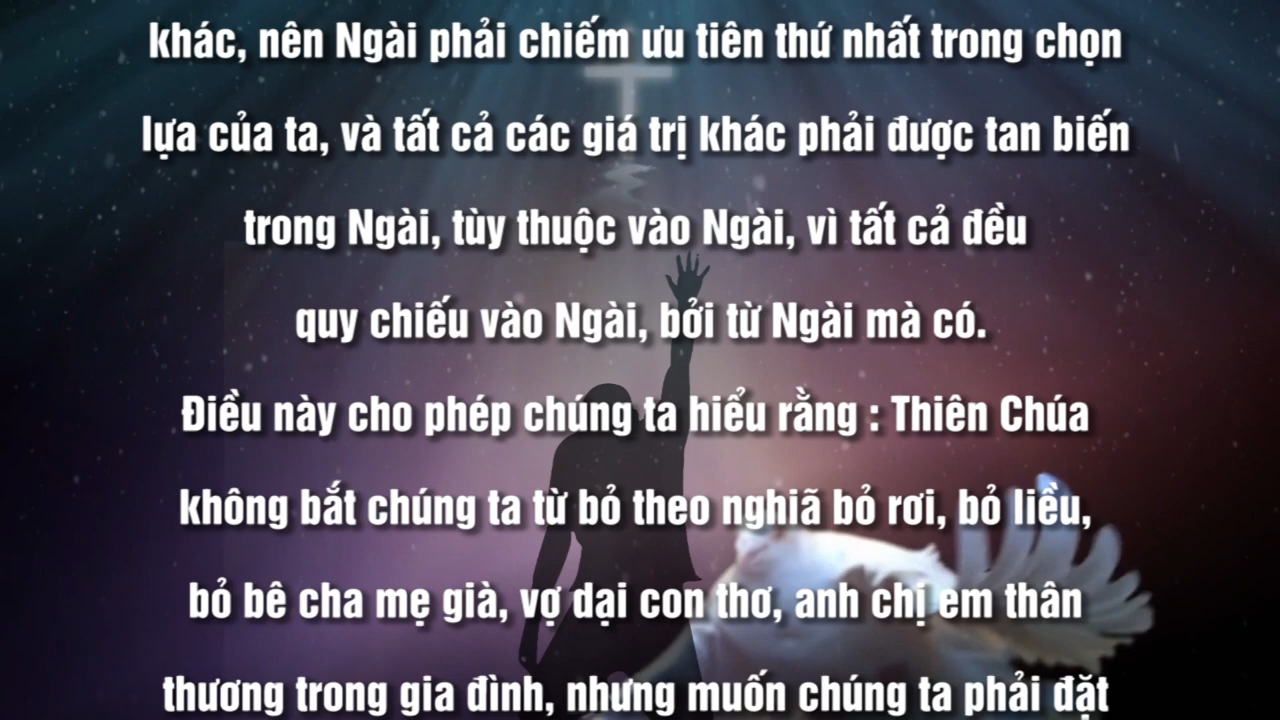 khác, nên Ngài phải chiếm ưu tiên thứ nhất trong chọn
lựa của ta, và tất cả các giá trị khác phải được tan biến
trong Ngài, tùy thuộc vào Ngài, vì tất cả đều
quy chiếu vào Ngài, bởi từ Ngài mà có.
Điều này cho phép chúng ta hiểu rằng : Thiên Chúa
không bắt chúng ta từ bỏ theo nghiã bỏ rơi, bỏ liều,
bỏ bê cha mẹ già, vợ dại con thơ, anh chị em thân
thương trong gia đình, nhưng muốn chúng ta phải đặt